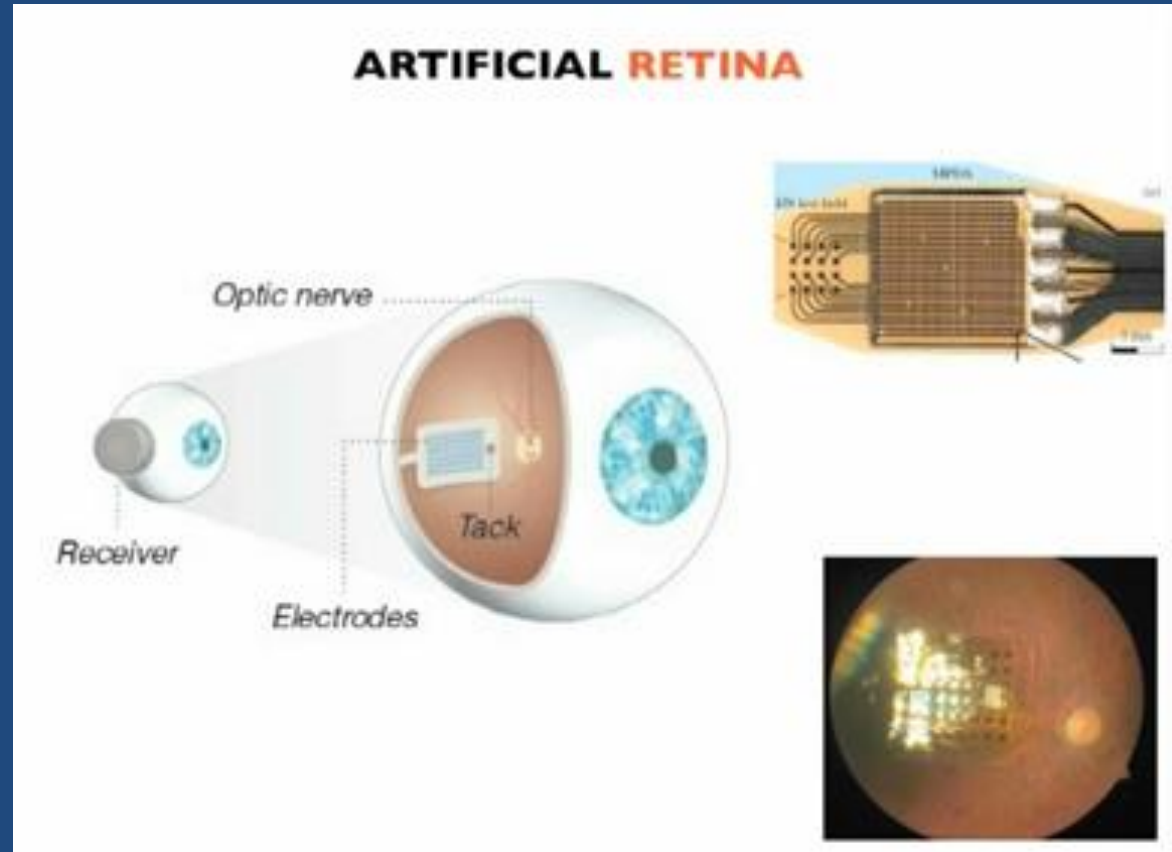 ARTIFICIAL RETINA
Optic nerve
Receiver
Tack
Electrodes